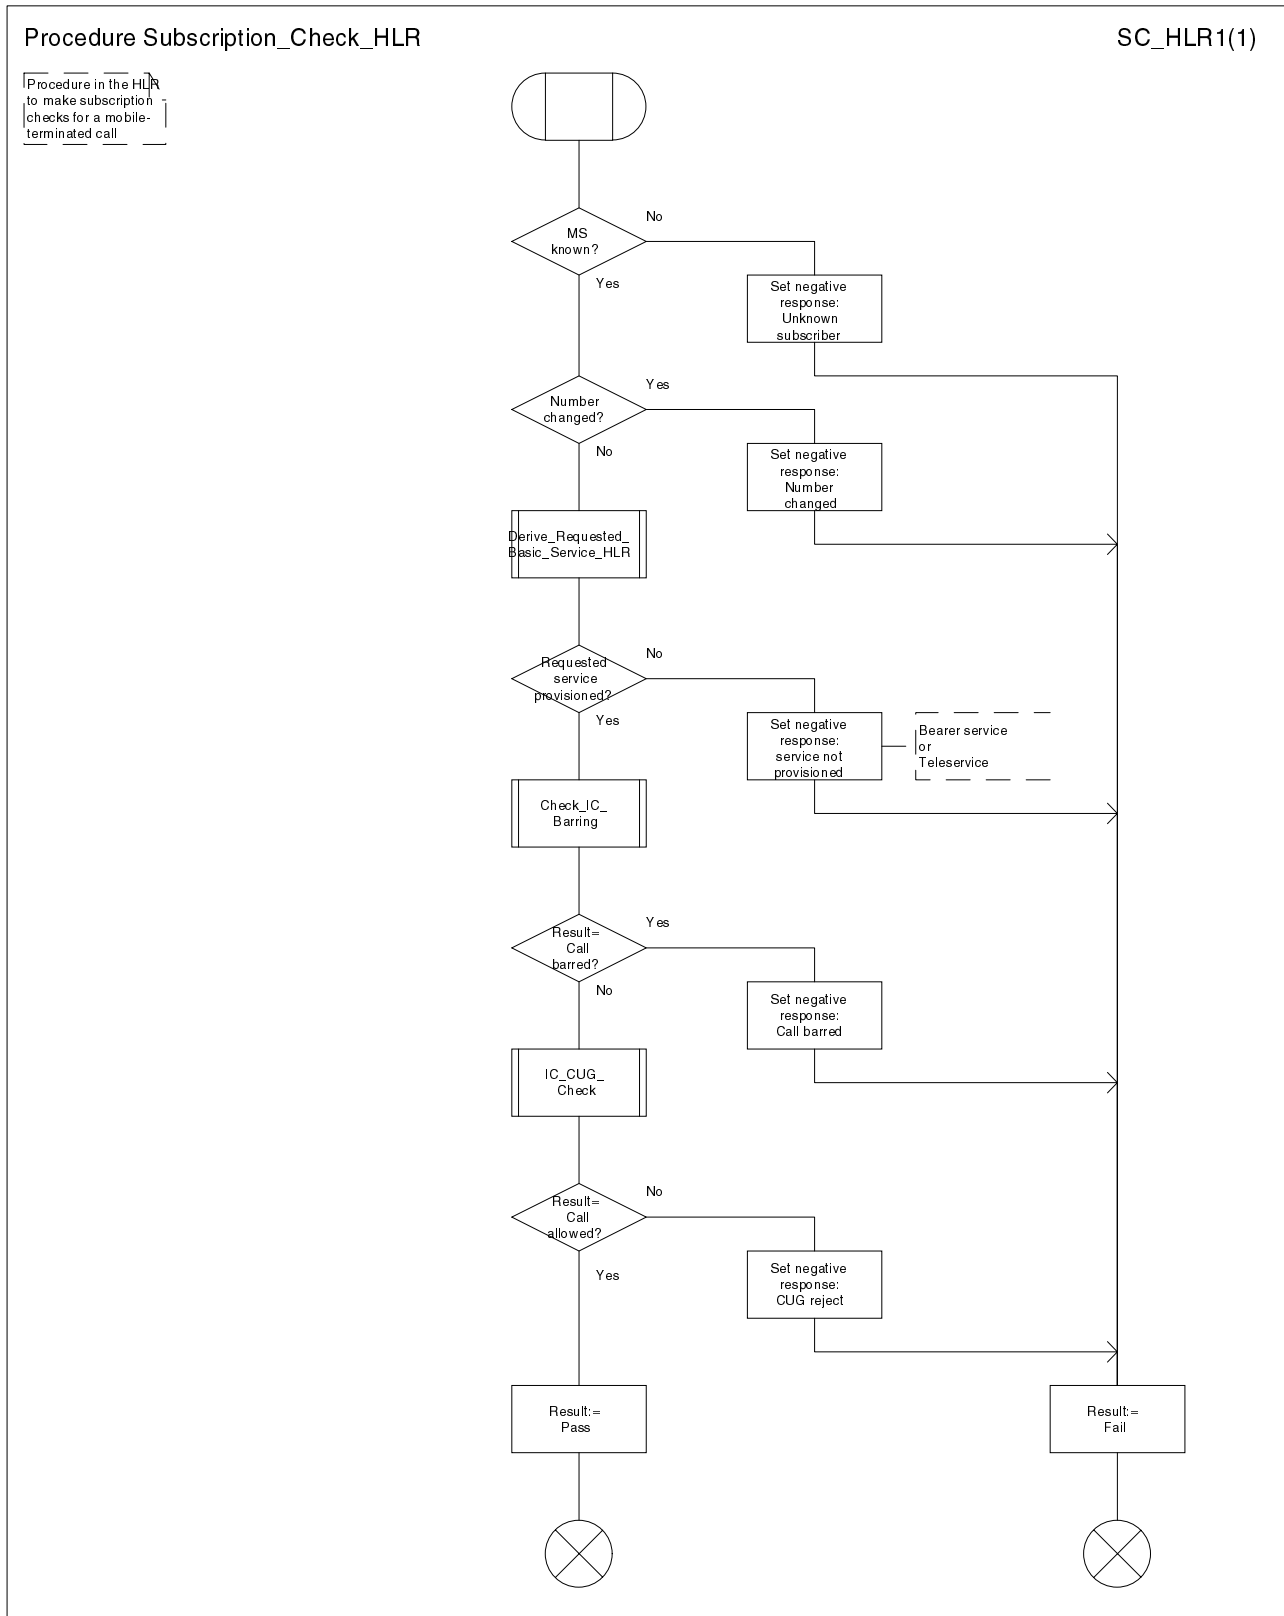 Procedure Subscription_Check_HLR
SC_HLR1(1)
Procedure in the HLR
to make subscription
checks for a mobile-
terminated call
MS
known?
No
Yes
Set negative
response:
Unknown
subscriber
Number
changed?
Yes
No
Set negative
response:
Number
changed
Derive_Requested_
Basic_Service_HLR
Requested
service
provisioned?
No
Yes
Set negative
response:
service not
provisioned
Bearer service
or
Teleservice
Check_IC_
Barring
Result=
Call
barred?
Yes
No
Set negative
response:
Call barred
IC_CUG_
Check
Result=
Call
allowed?
No
Yes
Set negative
response:
CUG reject
Result:=
Pass
Result:=
Fail